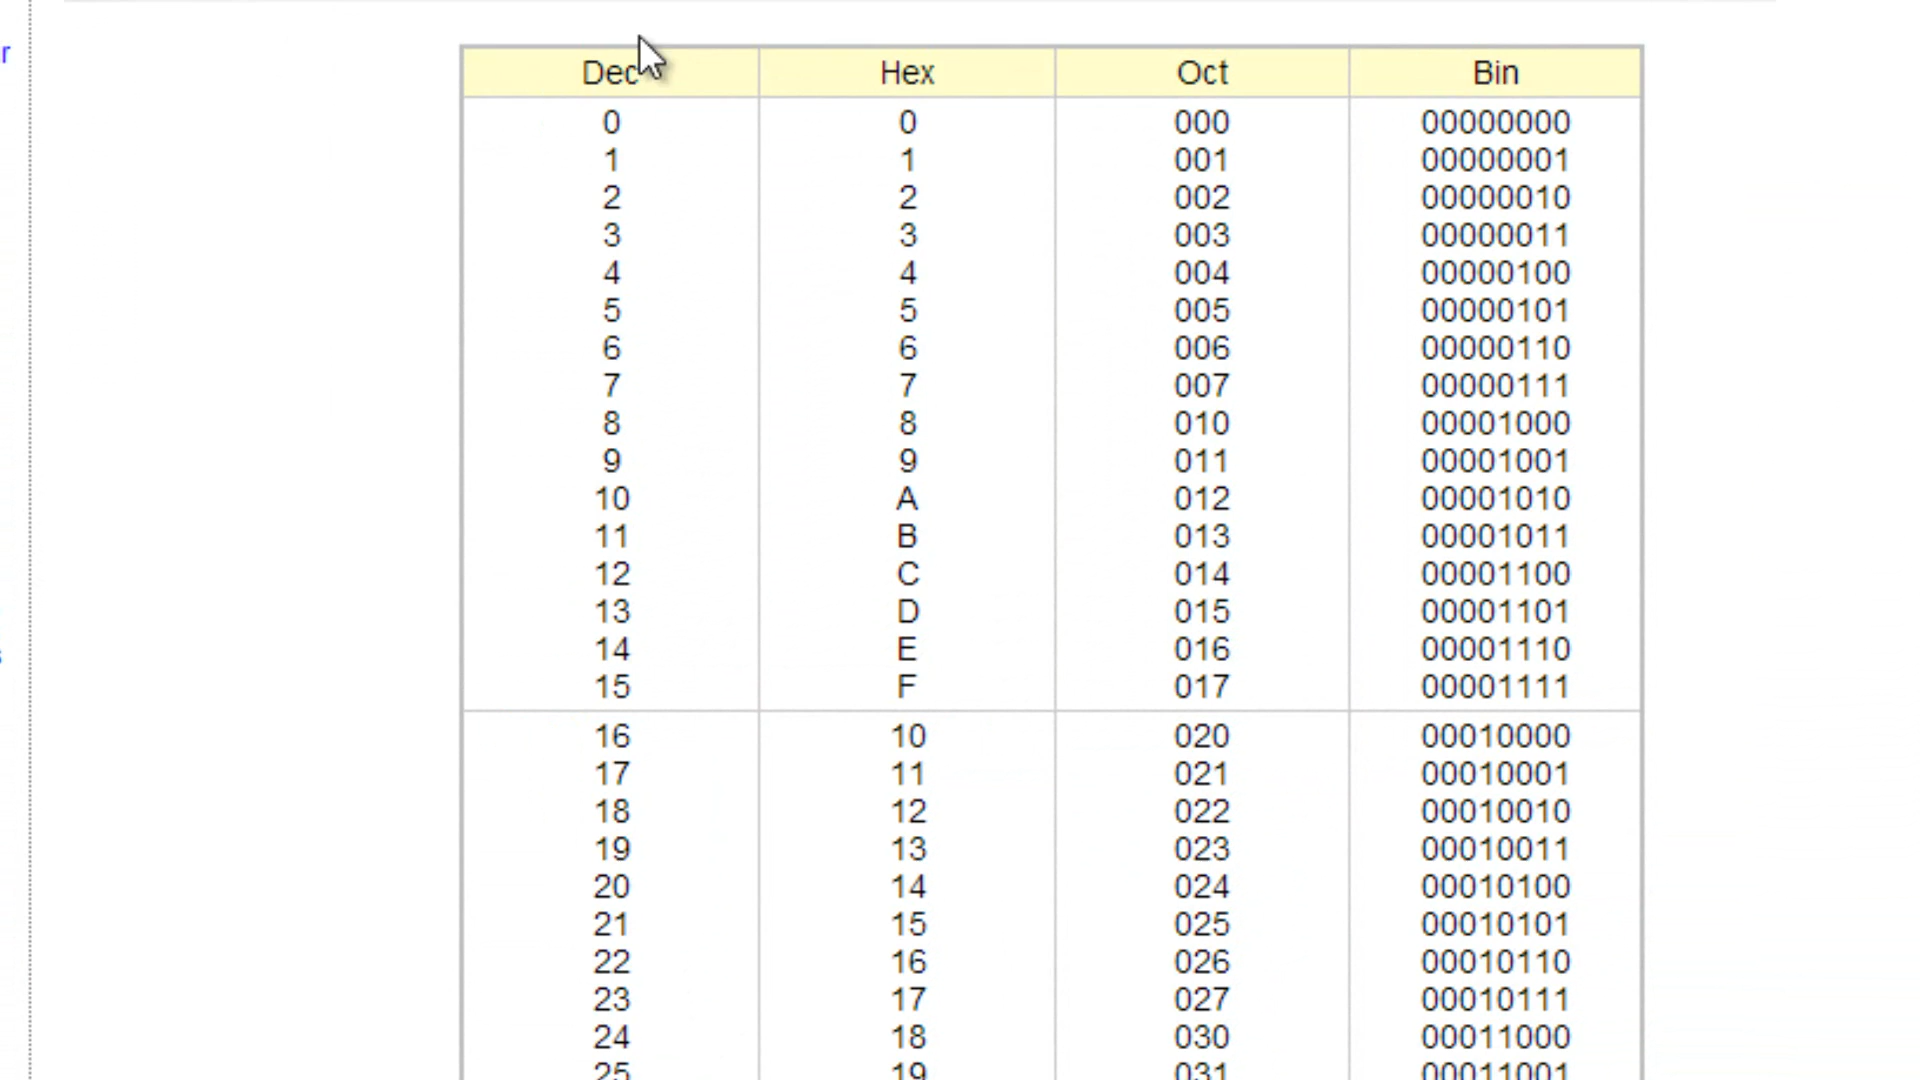 r
Dec Hex Oct Bin
0 0 000 00000000
1 1 001 00000001
2 2 002 00000010
3 3 003 00000011
4 4 004 00000100
5 5 005 00000101
6 6 006 00000110
7 7 007 00000111
8 8 010 00001000
9 9 011 00001001
10 A 012 00001010
11 B 013 00001011
12 C 014 00001100
13 D 015 00001101
14 E 016 00001110
15 F 017 00001111
16 10 020 00010000
17 11 021 00010001
18 12 022 00010010
19 13 023 00010011
20 14 024 00010100
21 15 025 00010101
22 16 026 00010110
23 17 027 00010111
24 18 030 00011000
25 19 031 00011001